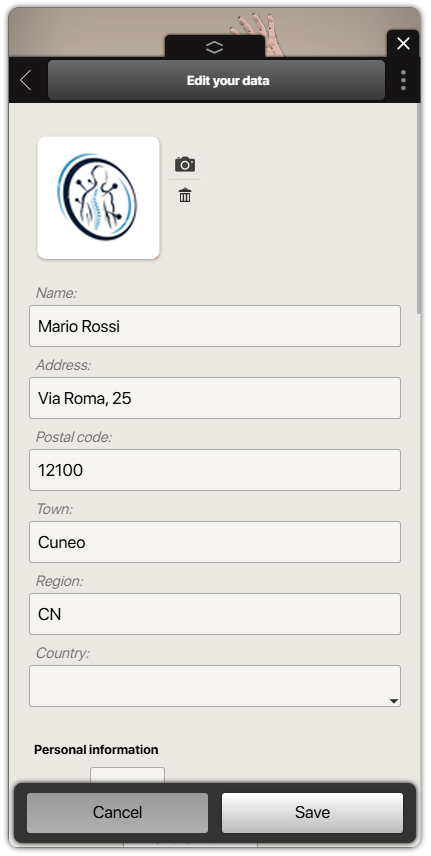 Edit your data
Name:
Mario Rossi
Address:
Via Roma, 25
Postal code:
12100
Town:
Cuneo
Region:
CN
Country:
Personal information
Cancel
Save